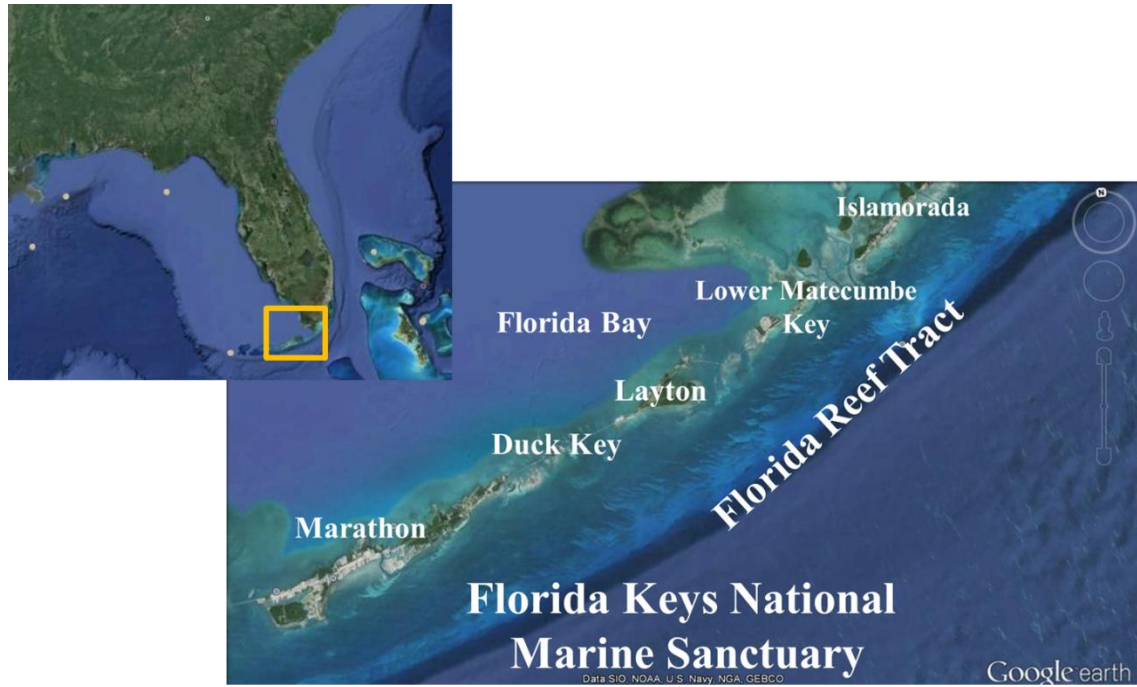 Islamorada
Lower Matecumbe
Key
Florida Bay
Layton
Duck Key
Florida Reef Tract
Marathon
Florida Keys National
Marine Sanctuary
Data SIO, NOAA, U.S. Navy, NGA, GEBCO
Google earth
N